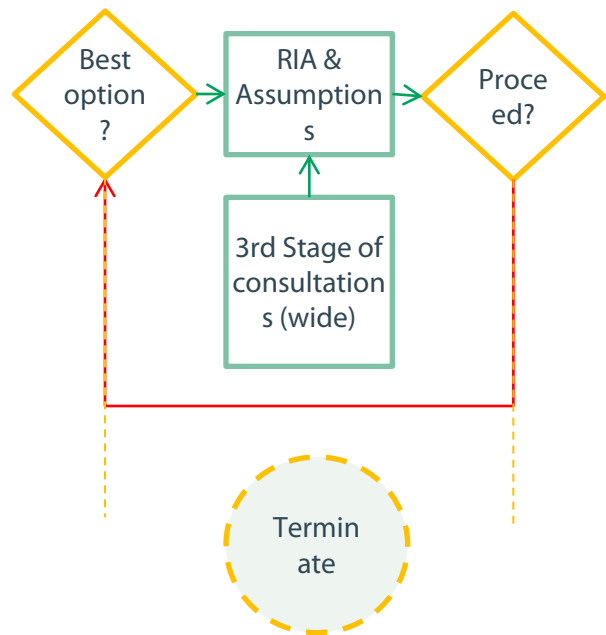 Best
option
?
RIA &
Assumption
s
Proce
ed?
3rd Stage of
consultation
s (wide)
Termin
ate